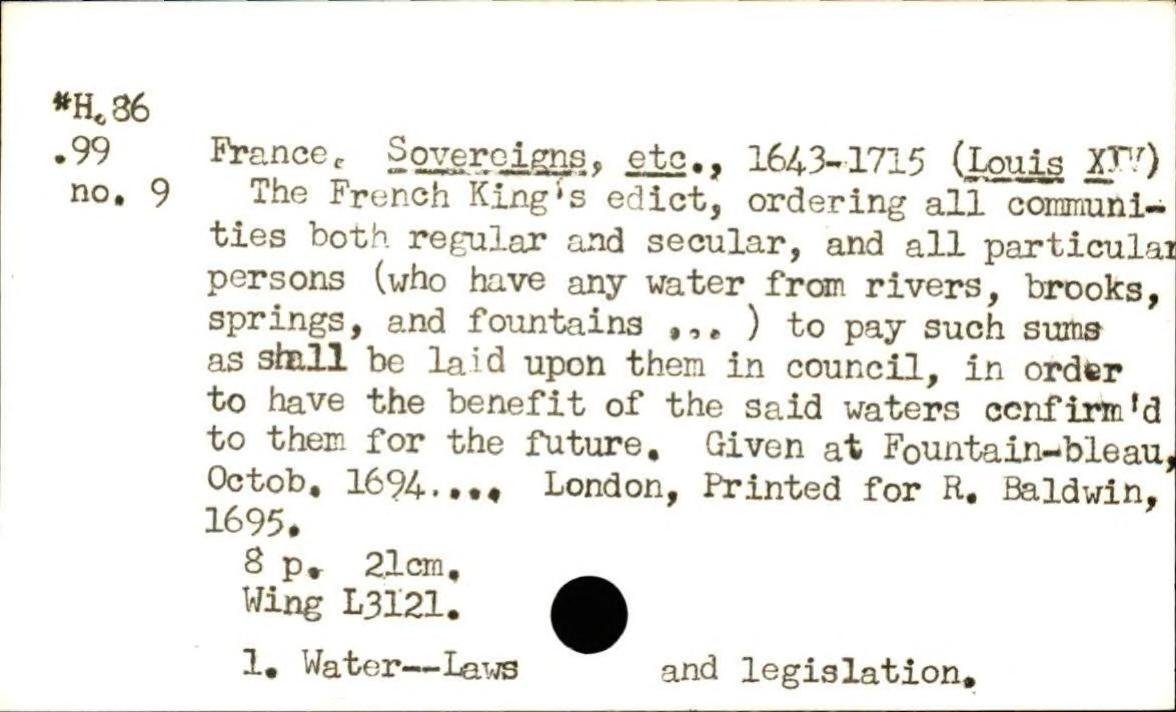 *H.86
.99 France. Sovereigns, etc., 1643-1715 (Louis XIV)
no. 9 The French King's edict, ordering all communi-
ties both regular and secular, and all particular
persons (who have any water from rivers, brooks,
springs, and fountains ... ) to pay such sums
as shall be laid upon them in council, in order
to have the benefit of the said waters confirm'd
to them for the future. Given at Fountain-bleau,
Octob. 1694.... London, Printed for R. Baldwin,
1695.
8 p. 21cm.
Wing L3121.
1. Water--Laws and legislation.